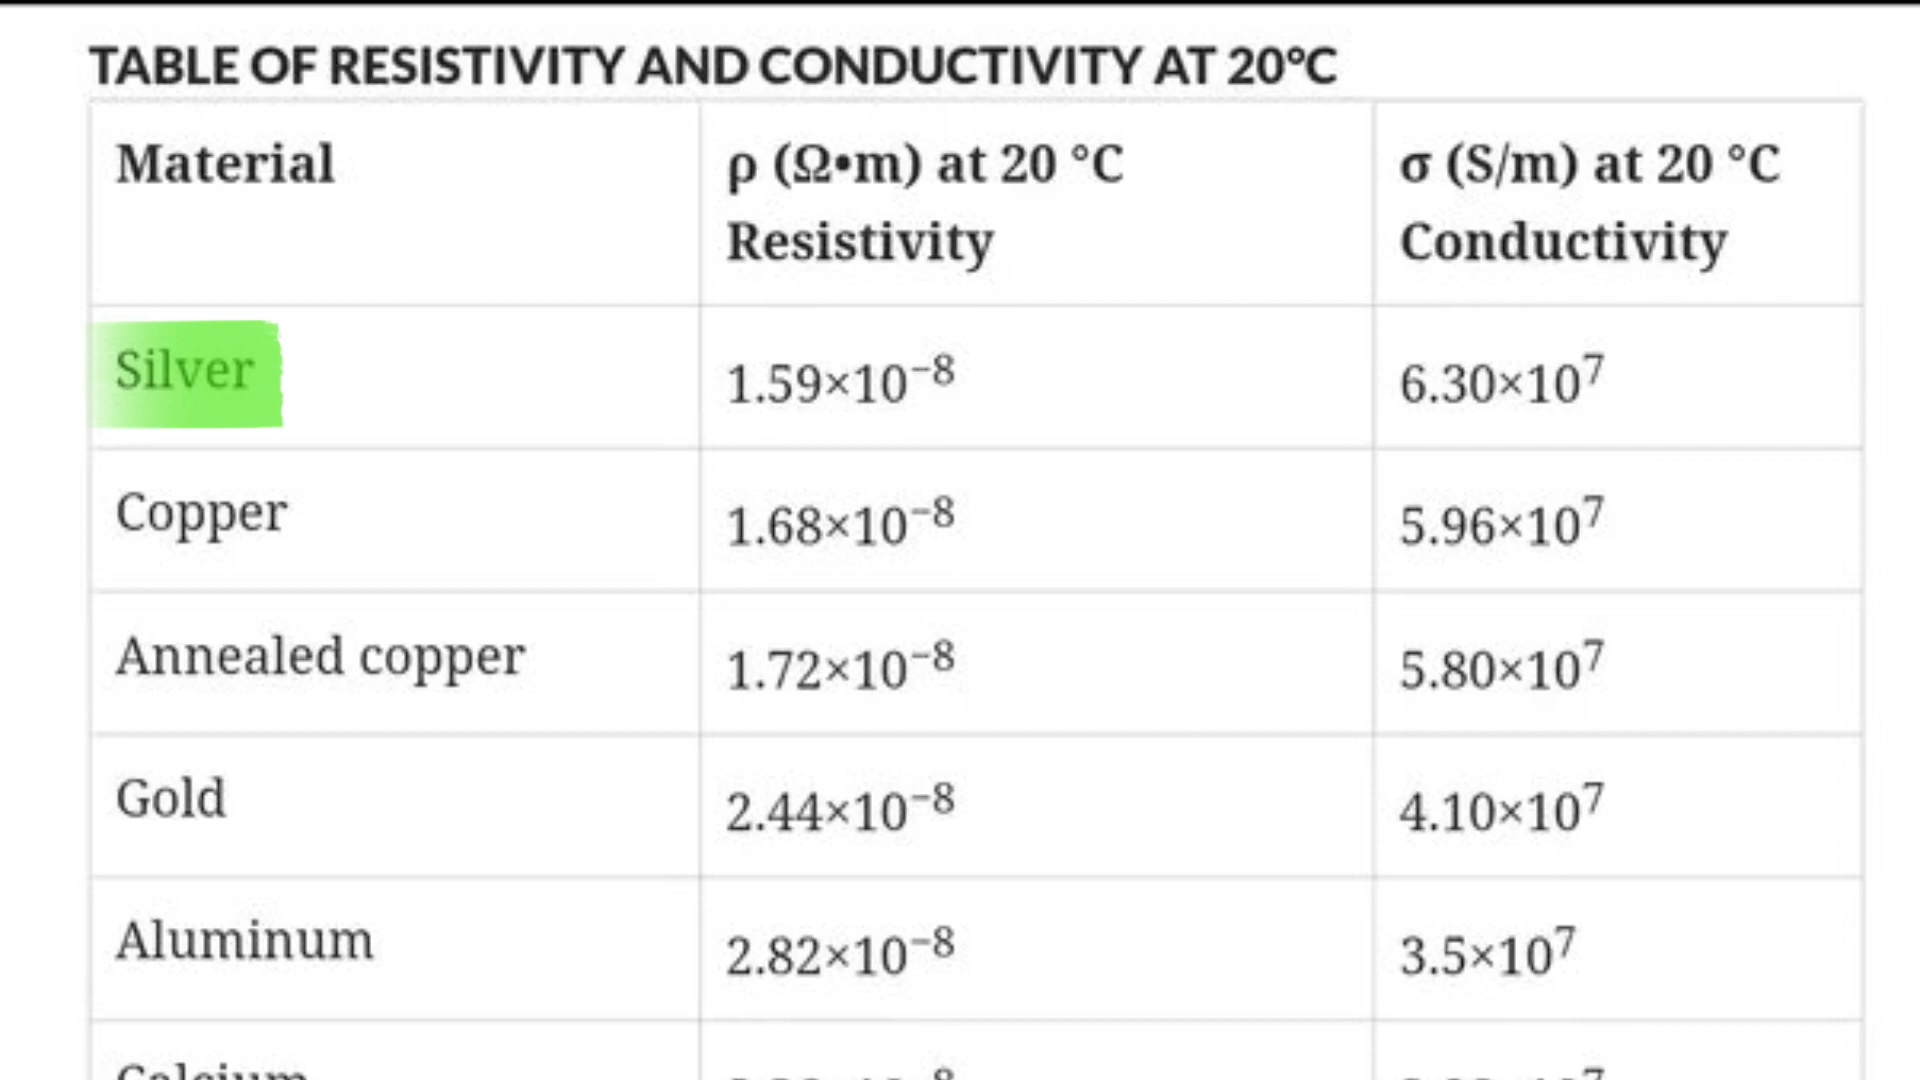 TABLE OF RESISTIVITY AND CONDUCTIVITY AT 20°C
Material
ρ (Ω•m) at 20 °C
Resistivity
σ (S/m) at 20 °C
Conductivity
Silver
1.59×10⁻⁸
6.30×10⁷
Copper
1.68×10⁻⁸
5.96×10⁷
Annealed copper
1.72×10⁻⁸
5.80×10⁷
Gold
2.44×10⁻⁸
4.10×10⁷
Aluminum
2.82×10⁻⁸
3.5×10⁷
Calcium